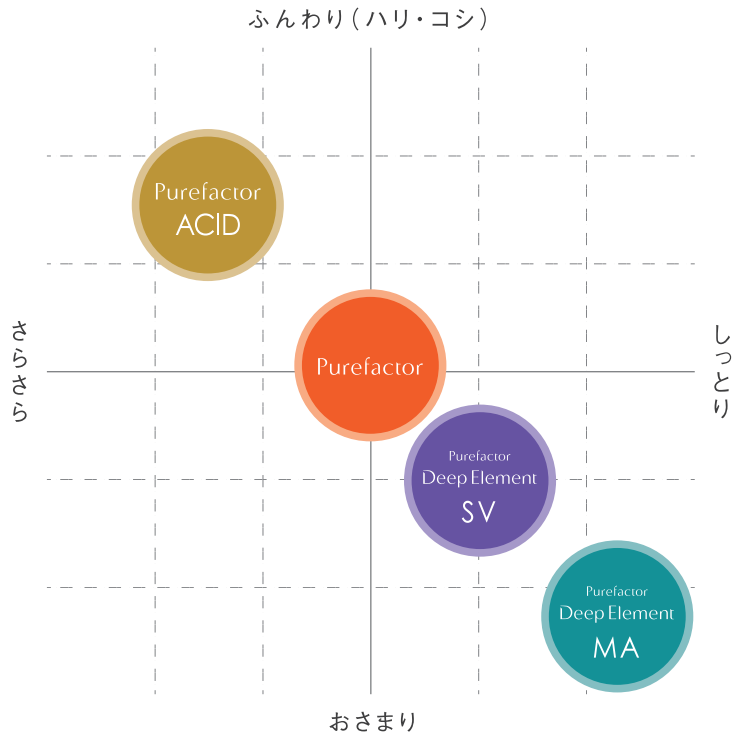 ふんわり(ハリ・コシ)
Purefactor
ACID
さらさら
Purefactor
しっとり
Purefactor
Deep Element
SV
Purefactor
Deep Element
MA
おさまり